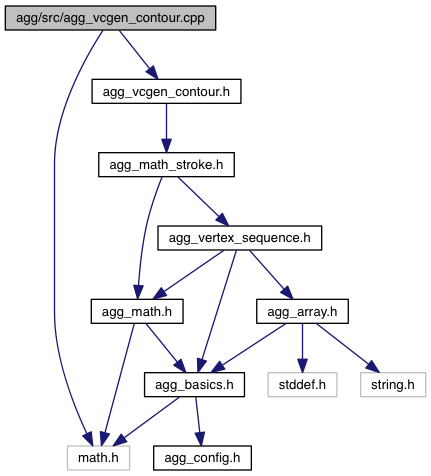 agg/src/agg_vcgen_contour.cpp
agg_vcgen_contour.h
agg_math_stroke.h
agg_vertex_sequence.h
agg_math.h
agg_array.h
agg_basics.h
stddef.h
string.h
math.h
agg_config.h